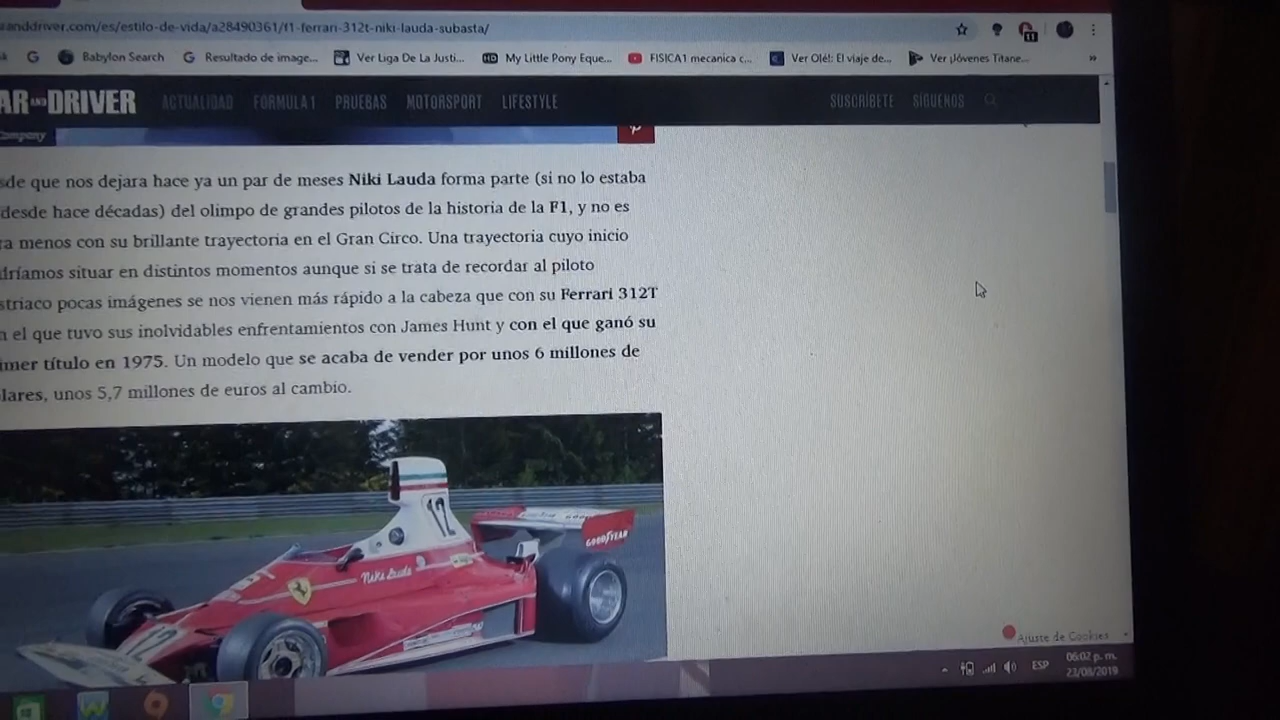 anddriver.com/es/estilo-de-vida/a28490361/f1-ferrari-312t-niki-lauda-subasta/
Babylon Search Resultado de image... Ver Liga De La Justi... My Little Pony Eque... FISICA1 mecanica c... Ver Olé!: El viaje de... Ver ¡Jóvenes Titane... »
AR AND DRIVER ACTUALIDAD FÓRMULA 1 PRUEBAS MOTORSPORT LIFESTYLE SUSCRÍBETE SÍGUENOS
Company
sde que nos dejara hace ya un par de meses Niki Lauda forma parte (si no lo estaba
desde hace décadas) del olimpo de grandes pilotos de la historia de la F1, y no es
ra menos con su brillante trayectoria en el Gran Circo. Una trayectoria cuyo inicio
dríamos situar en distintos momentos aunque si se trata de recordar al piloto
striaco pocas imágenes se nos vienen más rápido a la cabeza que con su Ferrari 312T
n el que tuvo sus inolvidables enfrentamientos con James Hunt y con el que ganó su
imer título en 1975. Un modelo que se acaba de vender por unos 6 millones de
lares, unos 5,7 millones de euros al cambio.
12
GOODYEAR
Niki Lauda
12
Ajuste de Cookies
ESP
06:02 p. m.
23/08/2019